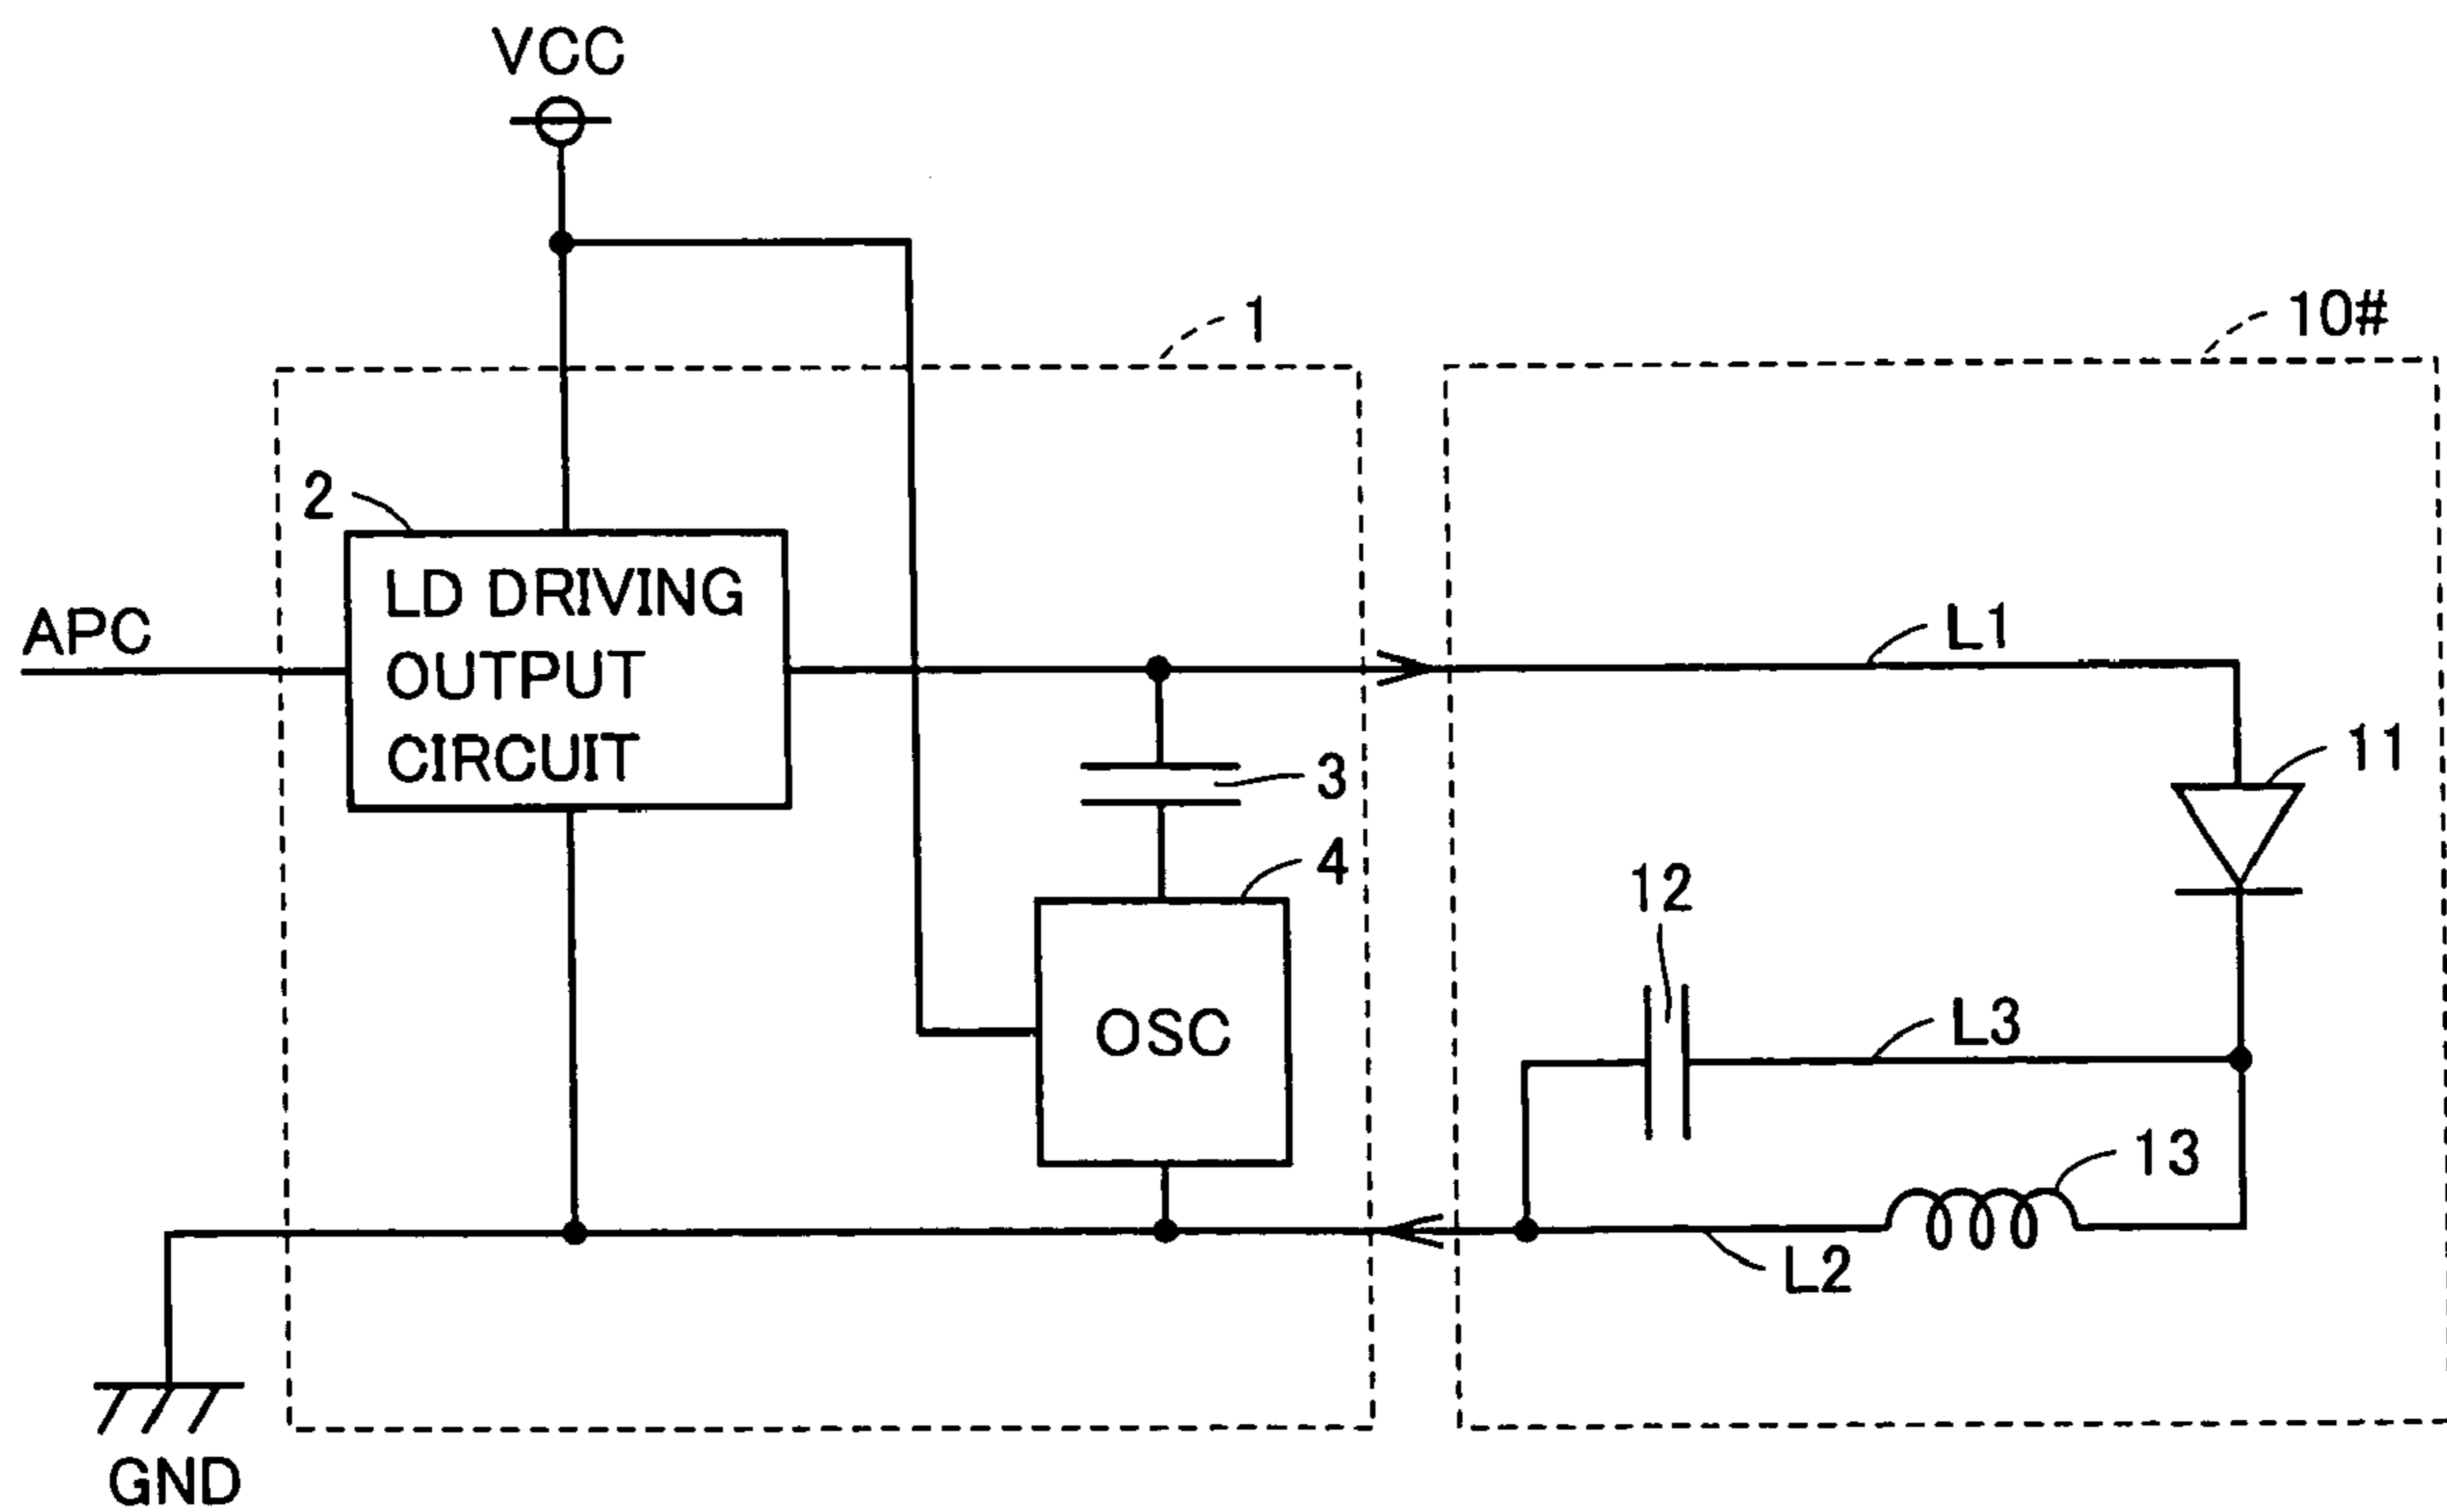 VCC
1
10#
2
LD DRIVING
OUTPUT
CIRCUIT
APC
L1
11
3
4
12
OSC
L3
13
L2
GND